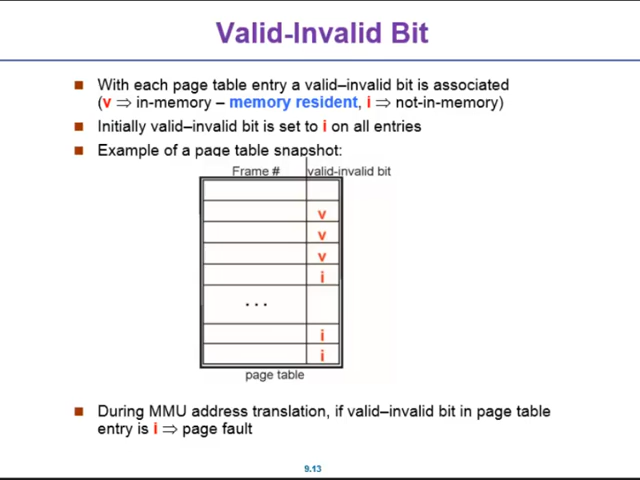 Valid-Invalid Bit
With each page table entry a valid–invalid bit is associated
(v ⇒ in-memory – memory resident, i ⇒ not-in-memory)
Initially valid–invalid bit is set to i on all entries
Example of a page table snapshot:
Frame # valid-invalid bit
v
v
v
i
...
i
i
page table
During MMU address translation, if valid–invalid bit in page table
entry is i ⇒ page fault
9.13